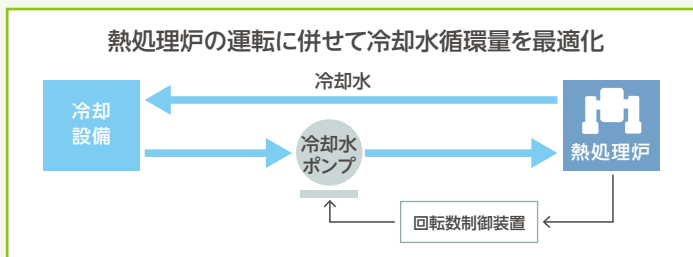 熱処理炉の運転に併せて冷却水循環量を最適化
冷却水
冷却
設備
冷却水
ポンプ
熱処理炉
回転数制御装置